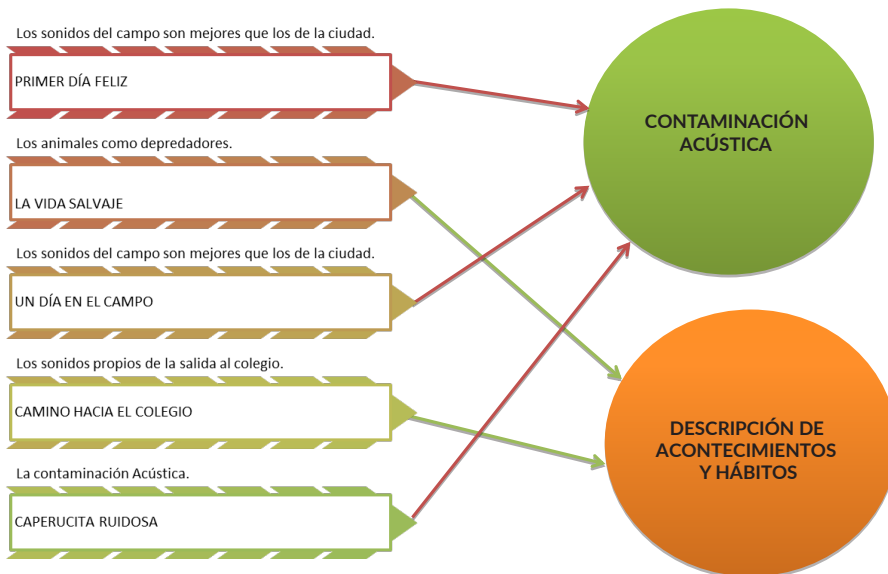 Los sonidos del campo son mejores que los de la ciudad.
PRIMER DÍA FELIZ
Los animales como depredadores.
LA VIDA SALVAJE
Los sonidos del campo son mejores que los de la ciudad.
UN DÍA EN EL CAMPO
Los sonidos propios de la salida al colegio.
CAMINO HACIA EL COLEGIO
La contaminación Acústica.
CAPERUCITA RUIDOSA
CONTAMINACIÓN
ACÚSTICA
DESCRIPCIÓN DE
ACONTECIMIENTOS
Y HÁBITOS